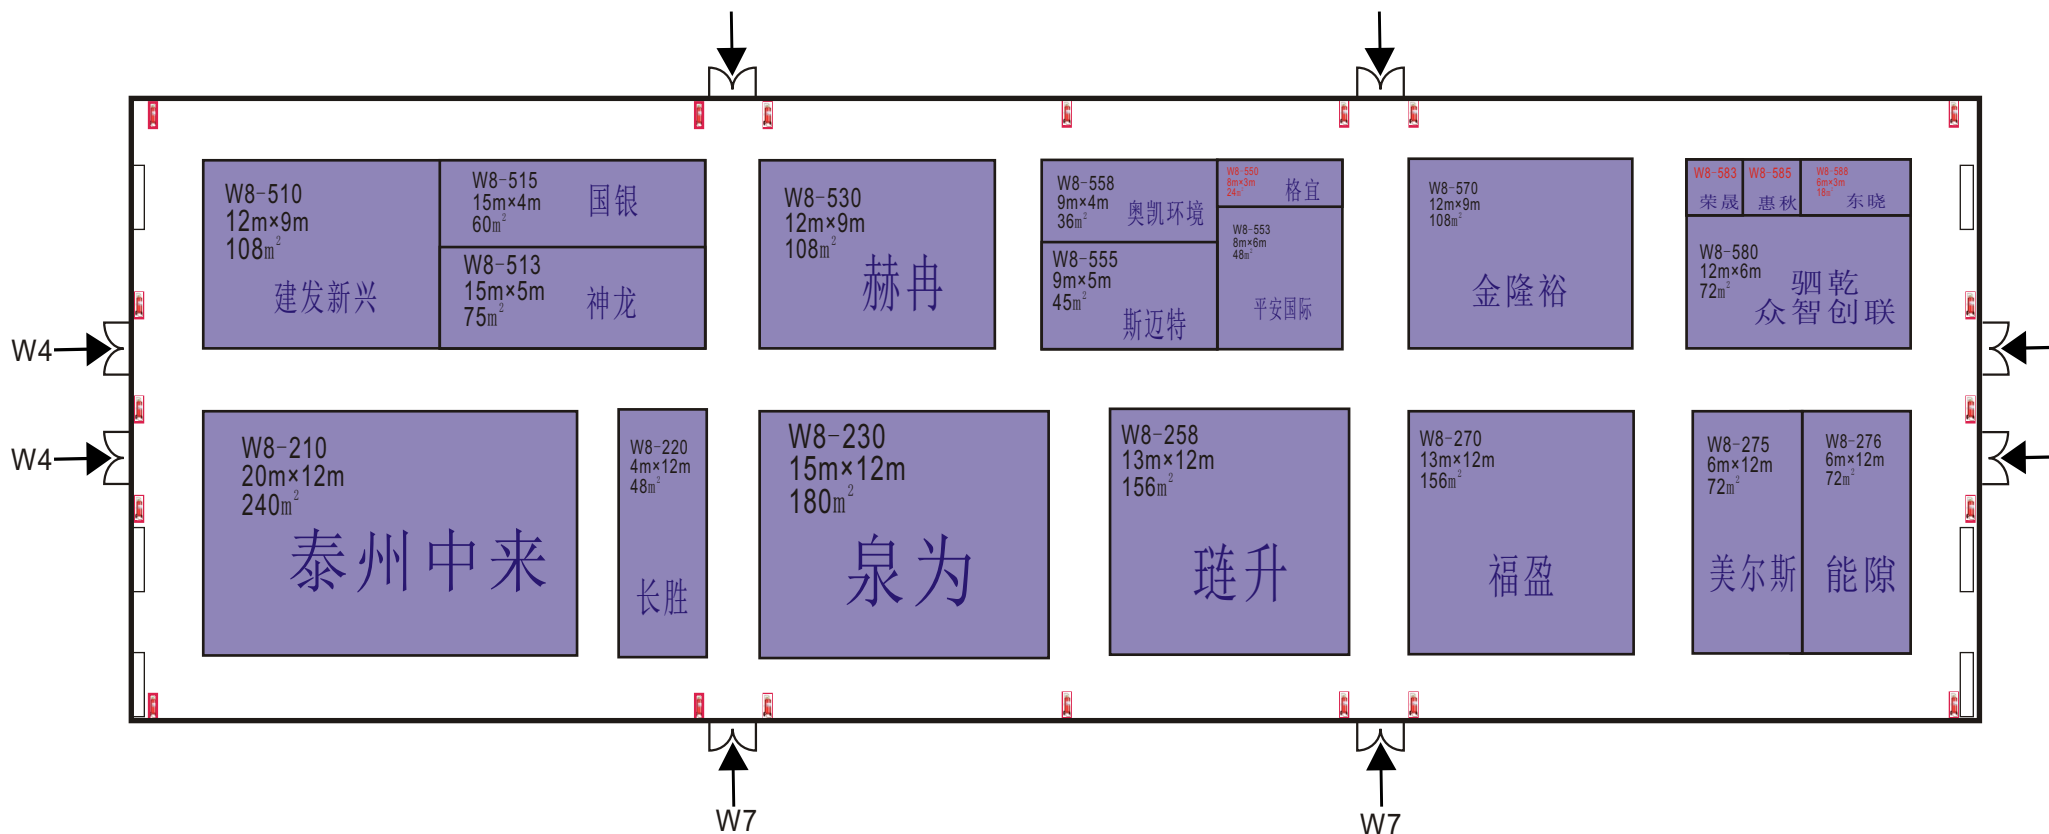 W8-510
12m×9m
108㎡
建发新兴
W8-515
15m×4m
60㎡
国银
W8-513
15m×5m
75㎡
神龙
W8-530
12m×9m
108㎡
赫冉
W8-558
9m×4m
36㎡
奥凯环境
W8-550
8m×3m
24㎡
格宜
W8-555
9m×5m
45㎡
斯迈特
W8-553
8m×6m
48㎡
平安国际
W8-570
12m×9m
108㎡
金隆裕
W8-583
荣晟
W8-585
惠秋
W8-588
6m×3m
18㎡
东晓
W8-580
12m×6m
72㎡
驷乾
众智创联
W4
W4
W8-210
20m×12m
240㎡
泰州中来
W8-220
4m×12m
48㎡
长胜
W8-230
15m×12m
180㎡
泉为
W8-258
13m×12m
156㎡
琏升
W8-270
13m×12m
156㎡
福盈
W8-275
6m×12m
72㎡
美尔斯
W8-276
6m×12m
72㎡
能隙
W7
W7